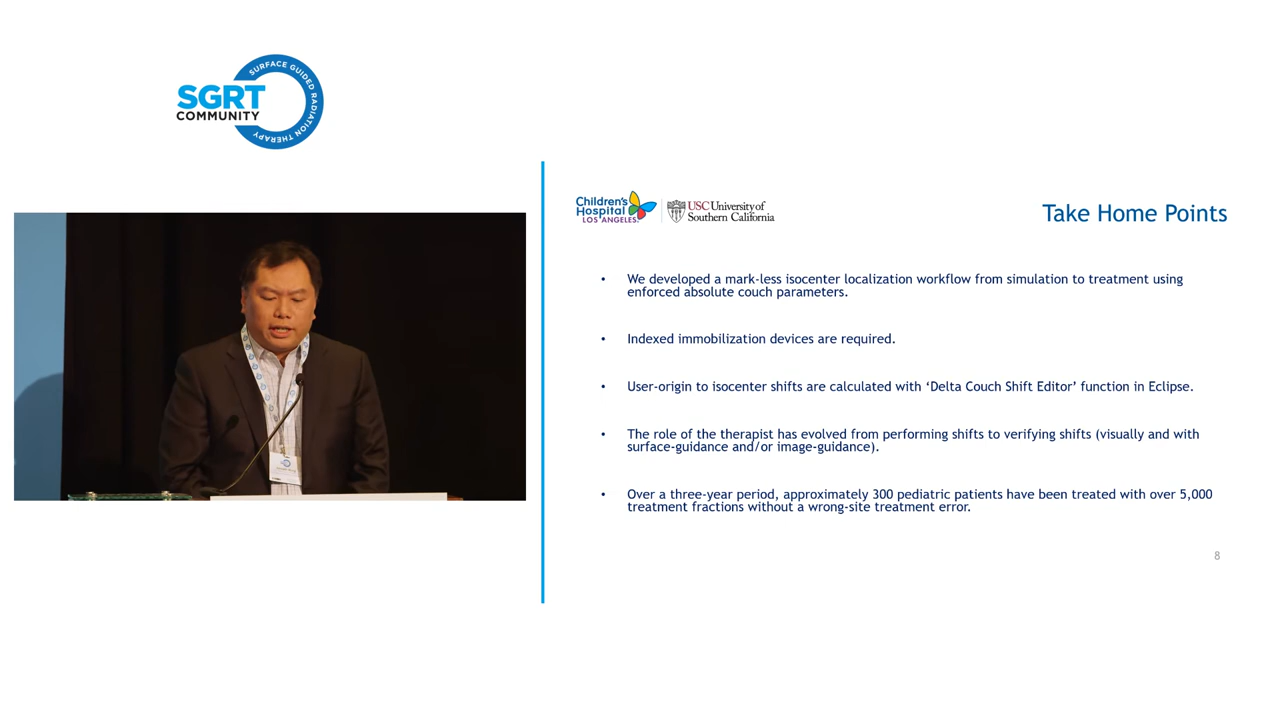 SURFACE GUIDED RADIATION THERAPY
SGRT
COMMUNITY
Children's
Hospital
LOS ANGELES
USC University of
Southern California
Take Home Points
• We developed a mark-less isocenter localization workflow from simulation to treatment using
enforced absolute couch parameters.
• Indexed immobilization devices are required.
• User-origin to isocenter shifts are calculated with ‘Delta Couch Shift Editor’ function in Eclipse.
• The role of the therapist has evolved from performing shifts to verifying shifts (visually and with
surface-guidance and/or image-guidance).
• Over a three-year period, approximately 300 pediatric patients have been treated with over 5,000
treatment fractions without a wrong-site treatment error.
8